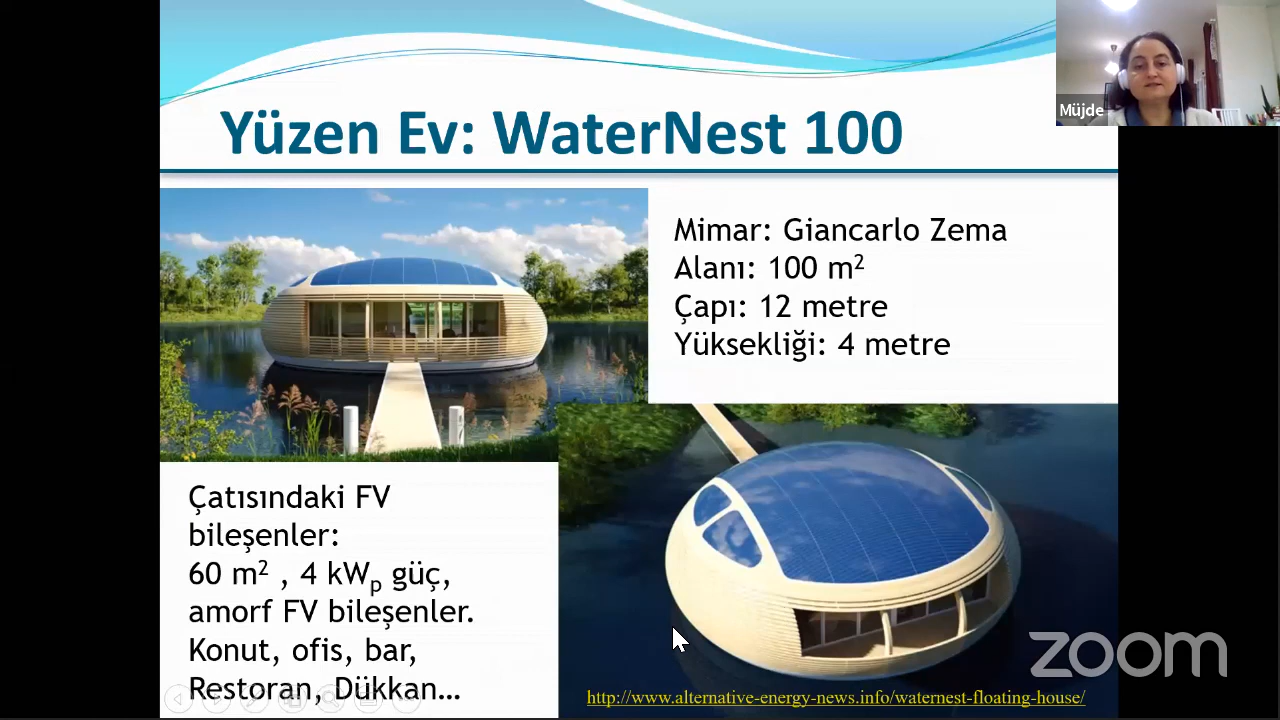 Müjde
Yüzen Ev: WaterNest 100
Mimar: Giancarlo Zema
Alanı: 100 m²
Çapı: 12 metre
Yüksekliği: 4 metre
Çatısındaki FV
bileşenler:
60 m² , 4 kWp güç,
amorf FV bileşenler.
Konut, ofis, bar,
Restoran, Dükkan…
http://www.alternative-energy-news.info/waternest-floating-house/
zoom